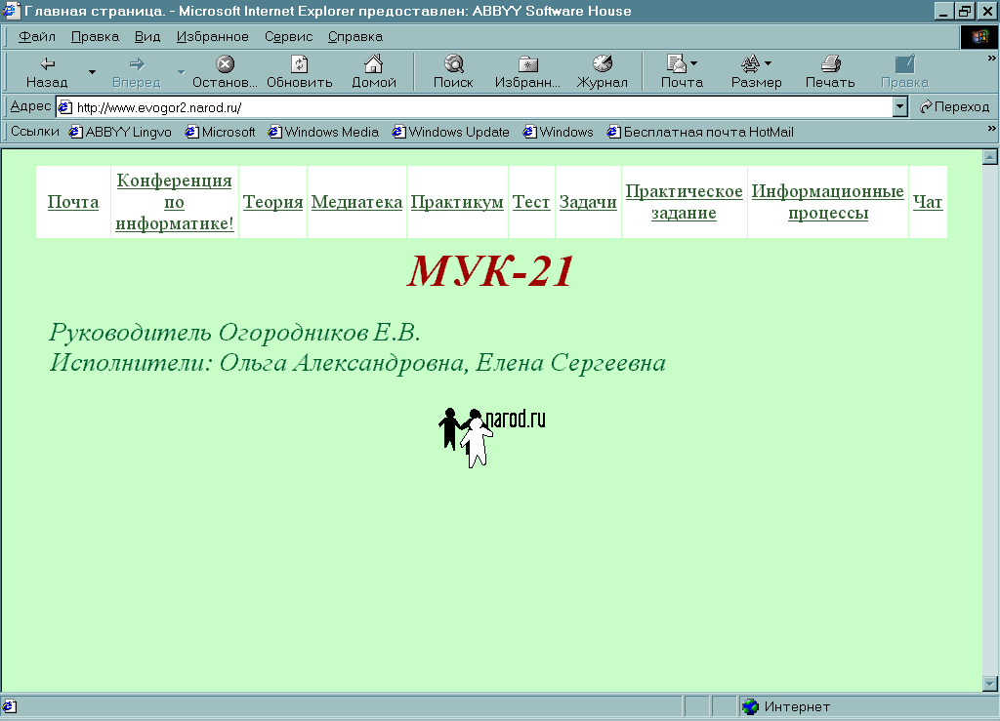 Главная страница. - Microsoft Internet Explorer предоставлен: ABBYY Software House
Файл Правка Вид Избранное Сервис Справка
Назад Вперед Останов... Обновить Домой Поиск Избранн... Журнал Почта Размер Печать Правка »
Адрес http://www.evogor2.narod.ru/ Переход
Ссылки ABBYY Lingvo Microsoft Windows Media Windows Update Windows Бесплатная почта HotMail »
Почта
Конференция
по
информатике!
Теория
Медиатека
Практикум
Тест
Задачи
Практическое
задание
Информационные
процессы
Чат
МУК-21
Руководитель Огородников Е.В.
Исполнители: Ольга Александровна, Елена Сергеевна
narod.ru
Интернет